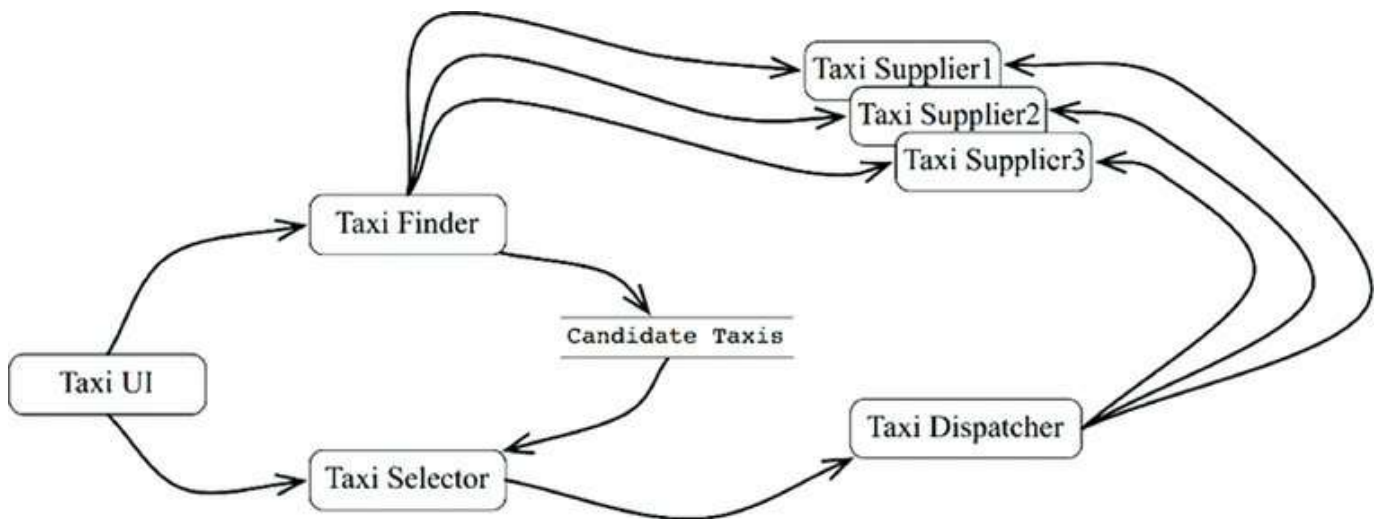 Taxi Supplier1
Taxi Supplier2
Taxi Supplier3
Taxi Finder
Candidate Taxis
Taxi UI
Taxi Dispatcher
Taxi Selector